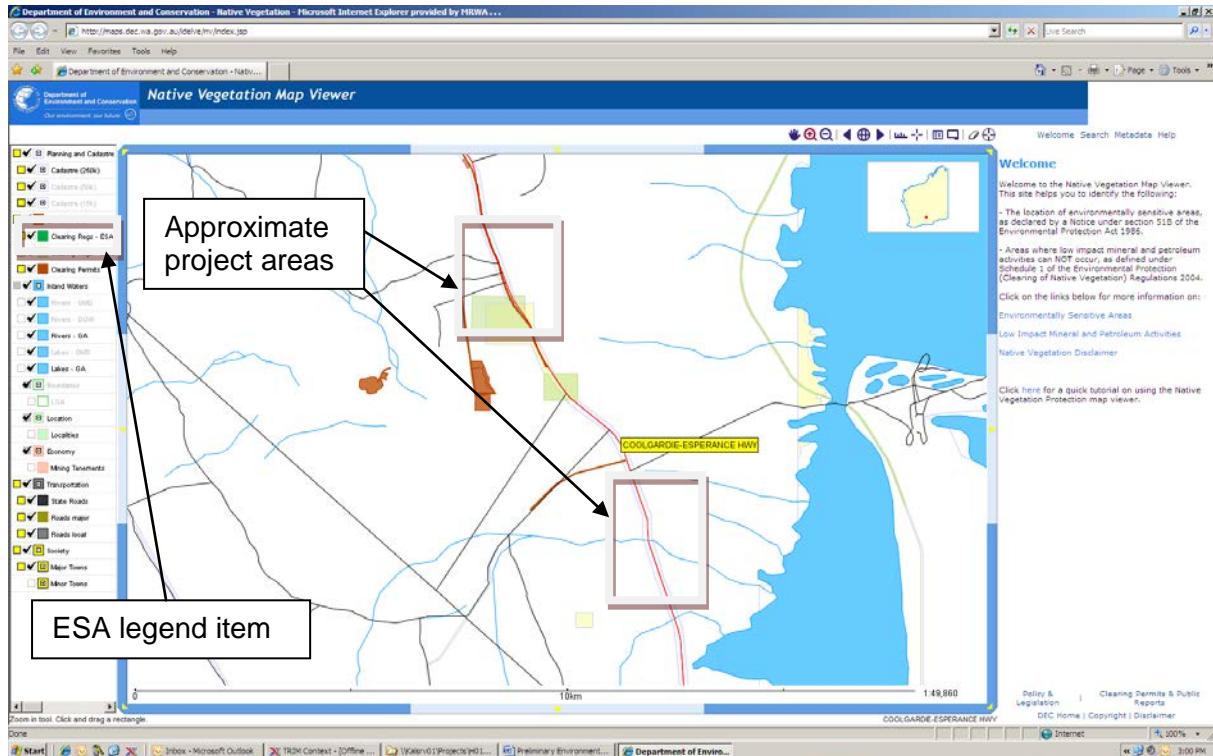 Department of Environment and Conservation - Native Vegetation - Microsoft Internet Explorer provided by MRWA . . .
http://maps.dec.wa.gov.au/idelve/nv/index.jsp
Live Search
File Edit View Favorites Tools Help
Department of Environment and Conservation - Nativ...
Page Tools
Department of
Environment and Conservation
Our environment, our future
Native Vegetation Map Viewer
Welcome Search Metadata Help
Planning and Cadastre
Cadastre (250k)
Cadastre (50k)
Cadastre (15k)
Clearing Regs - ESA
Clearing Permits
Inland Waters
Rivers - DOW
Rivers - GA
Lakes - GA
Location
Localities
Economy
Mining Tenements
Transportation
State Roads
Roads major
Roads local
Society
Major Towns
Minor Towns
Approximate
project areas
ESA legend item
COOLGARDIE-ESPERANCE HWY
0
10km
1:49,860
Welcome
Welcome to the Native Vegetation Map Viewer.
This site helps you to identify the following:
- The location of environmentally sensitive areas,
as declared by a Notice under section 51B of the
Environmental Protection Act 1986.
- Areas where low impact mineral and petroleum
activities can NOT occur, as defined under
Schedule 1 of the Environmental Protection
(Clearing of Native Vegetation) Regulations 2004.
Click on the links below for more information on:
Environmentally Sensitive Areas
Low Impact Mineral and Petroleum Activities
Native Vegetation Disclaimer
Click here for a quick tutorial on using the Native
Vegetation Protection map viewer.
Policy & Legislation | Clearing Permits & Public Reports
DEC Home | Copyright | Disclaimer
Zoom in tool. Click and drag a rectangle.
COOLGARDIE-ESPERANCE HWY
Done
Internet
100%
Start
Inbox - Microsoft Outlook
TRIM Context - [Offline ...
Preliminary Environment...
Department of Enviro...
3:00 PM